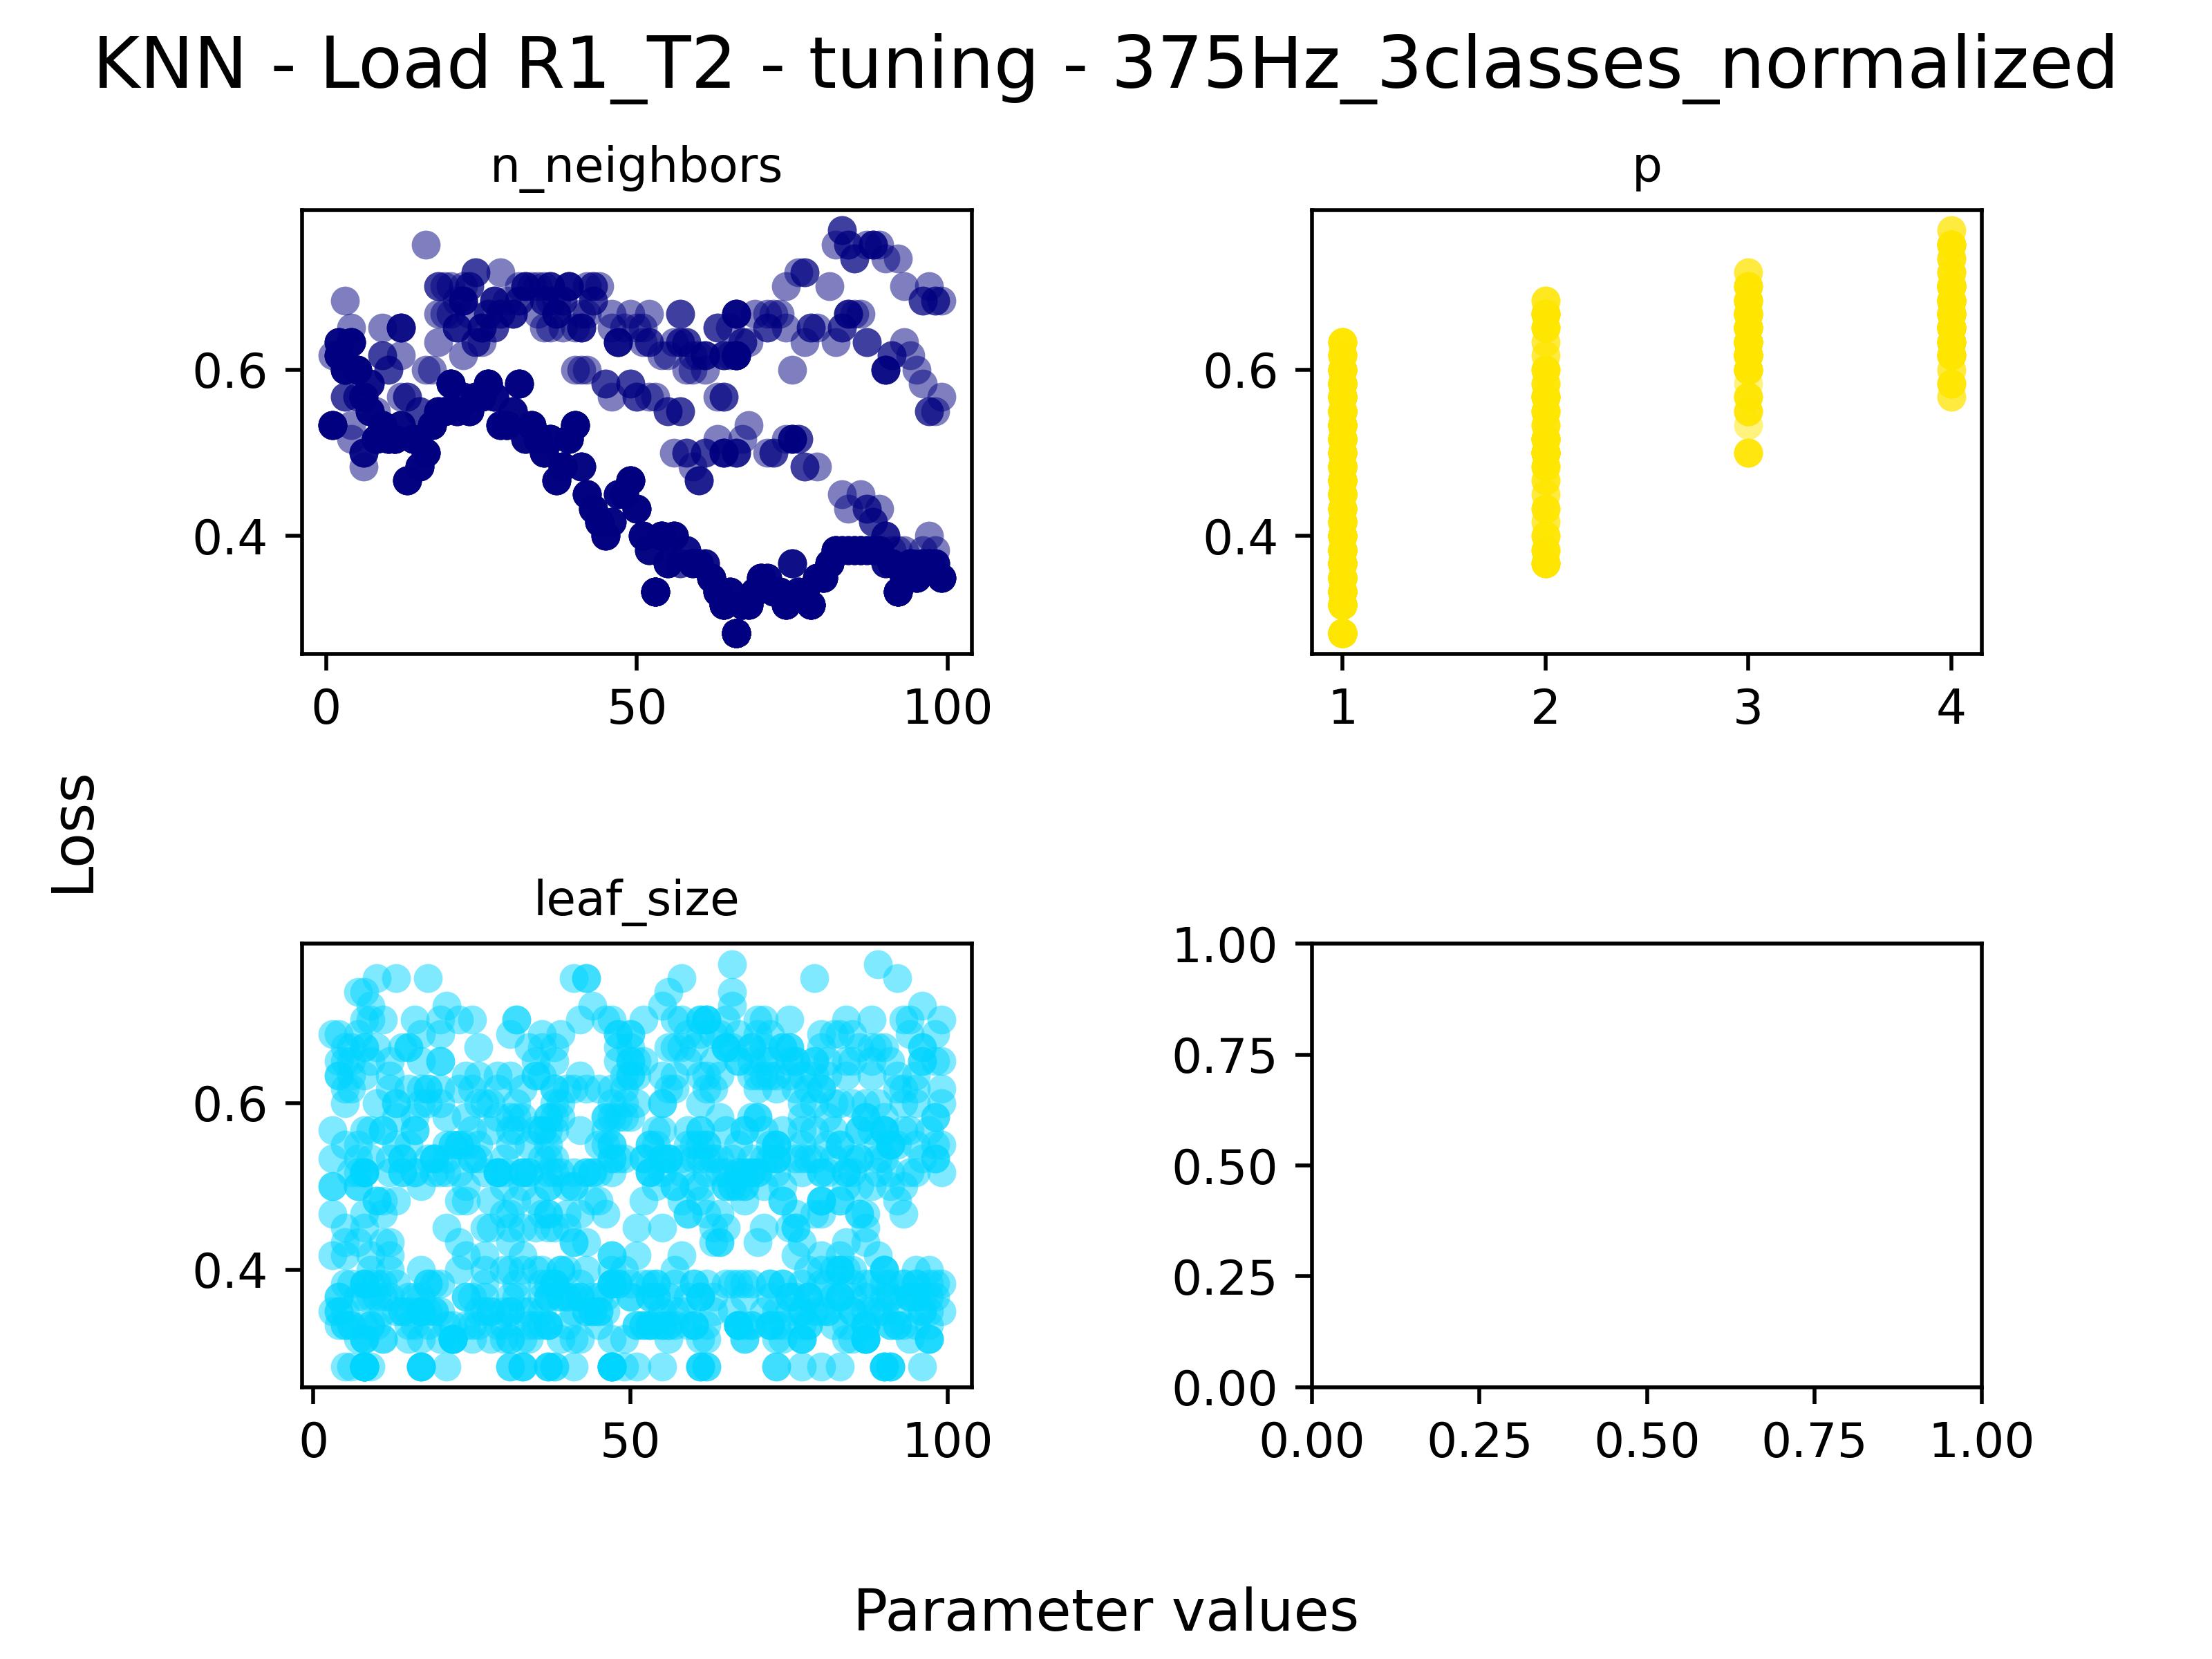 KNN - Load R1_T2 - tuning - 375Hz_3classes_normalized
n_neighbors
0.6
0.4
0 50 100
p
0.6
0.4
1 2 3 4
Loss
leaf_size
0.6
0.4
0 50 100
1.00
0.75
0.50
0.25
0.00
0.00 0.25 0.50 0.75 1.00
Parameter values